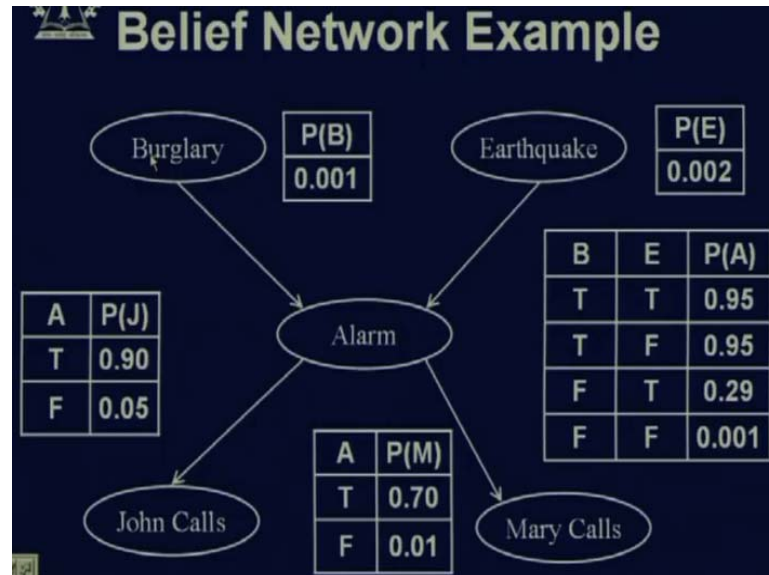 Belief Network Example
Burglary
P(B)
0.001
Earthquake
P(E)
0.002
B E P(A)
T T 0.95
T F 0.95
F T 0.29
F F 0.001
Alarm
A P(J)
T 0.90
F 0.05
A P(M)
T 0.70
F 0.01
John Calls
Mary Calls